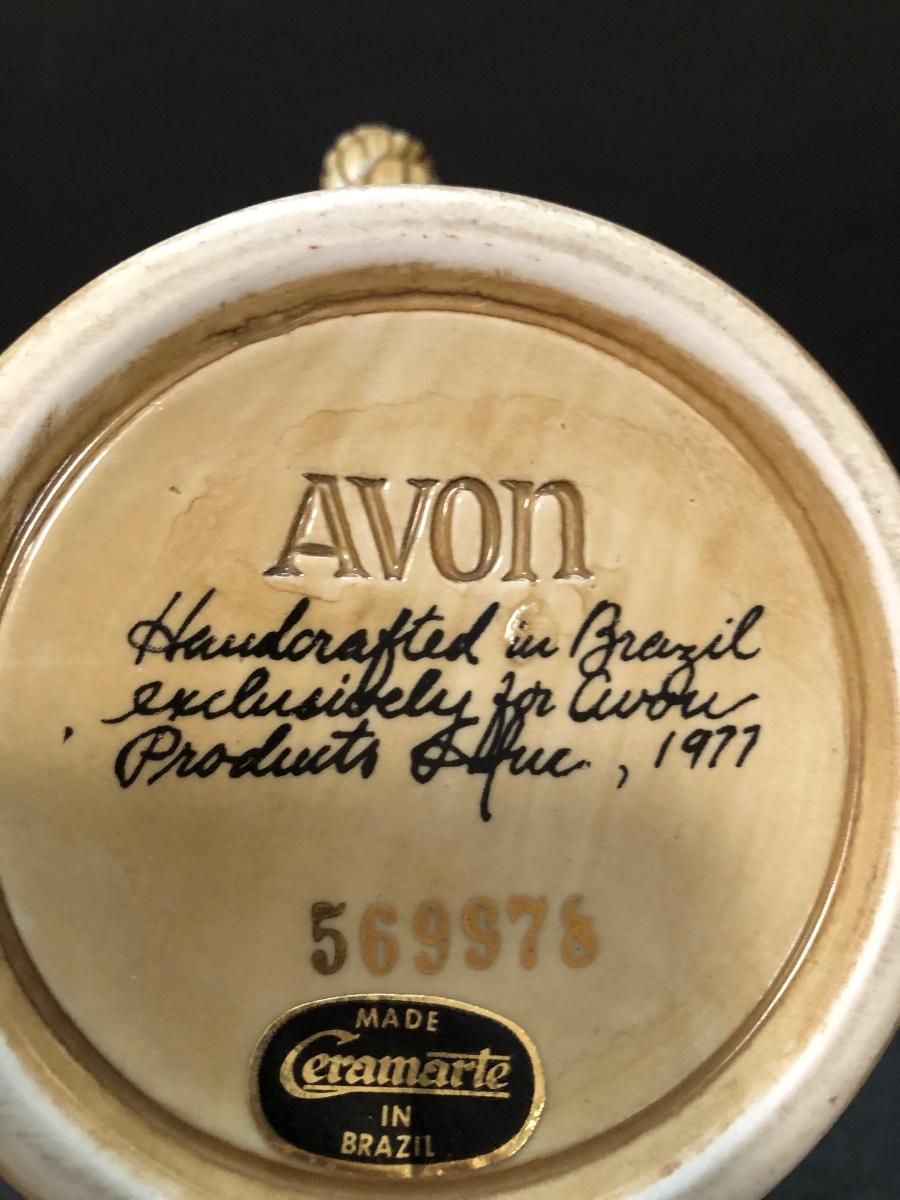 AVON
Handcrafted in Brazil
exclusively for Avon
Products Inc., 1977
569978
MADE
Ceramarte
IN
BRAZIL